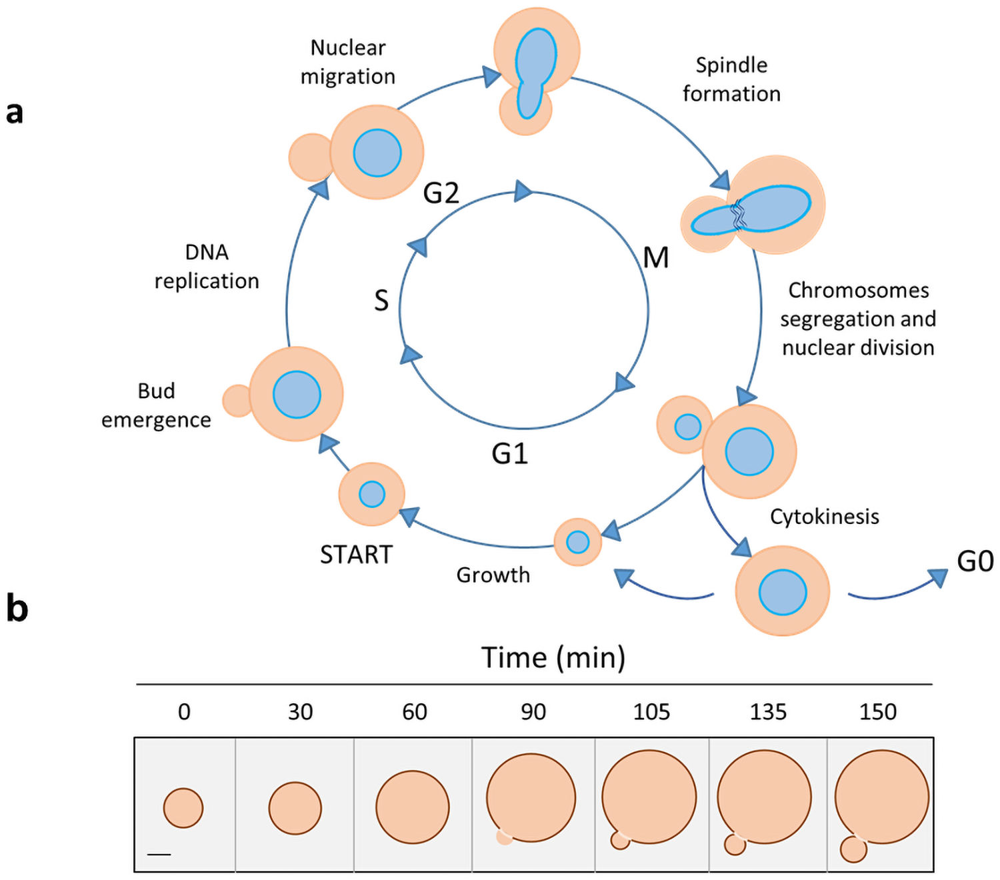 a
Nuclear
migration
Spindle
formation
G2
M
DNA
replication
S
Chromosomes
segregation and
nuclear division
Bud
emergence
G1
Cytokinesis
START
Growth
G0
b
Time (min)
0 30 60 90 105 135 150